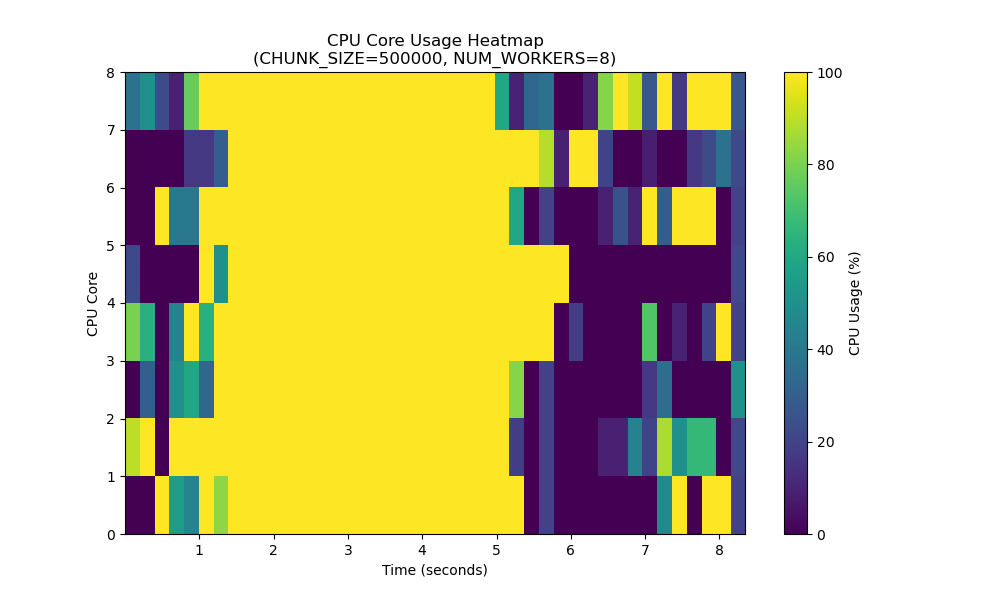 CPU Core Usage Heatmap
(CHUNK_SIZE=500000, NUM_WORKERS=8)
8
7
6
5
4
3
2
1
0
CPU Core
1 2 3 4 5 6 7 8
Time (seconds)
100
80
60
40
20
0
CPU Usage (%)